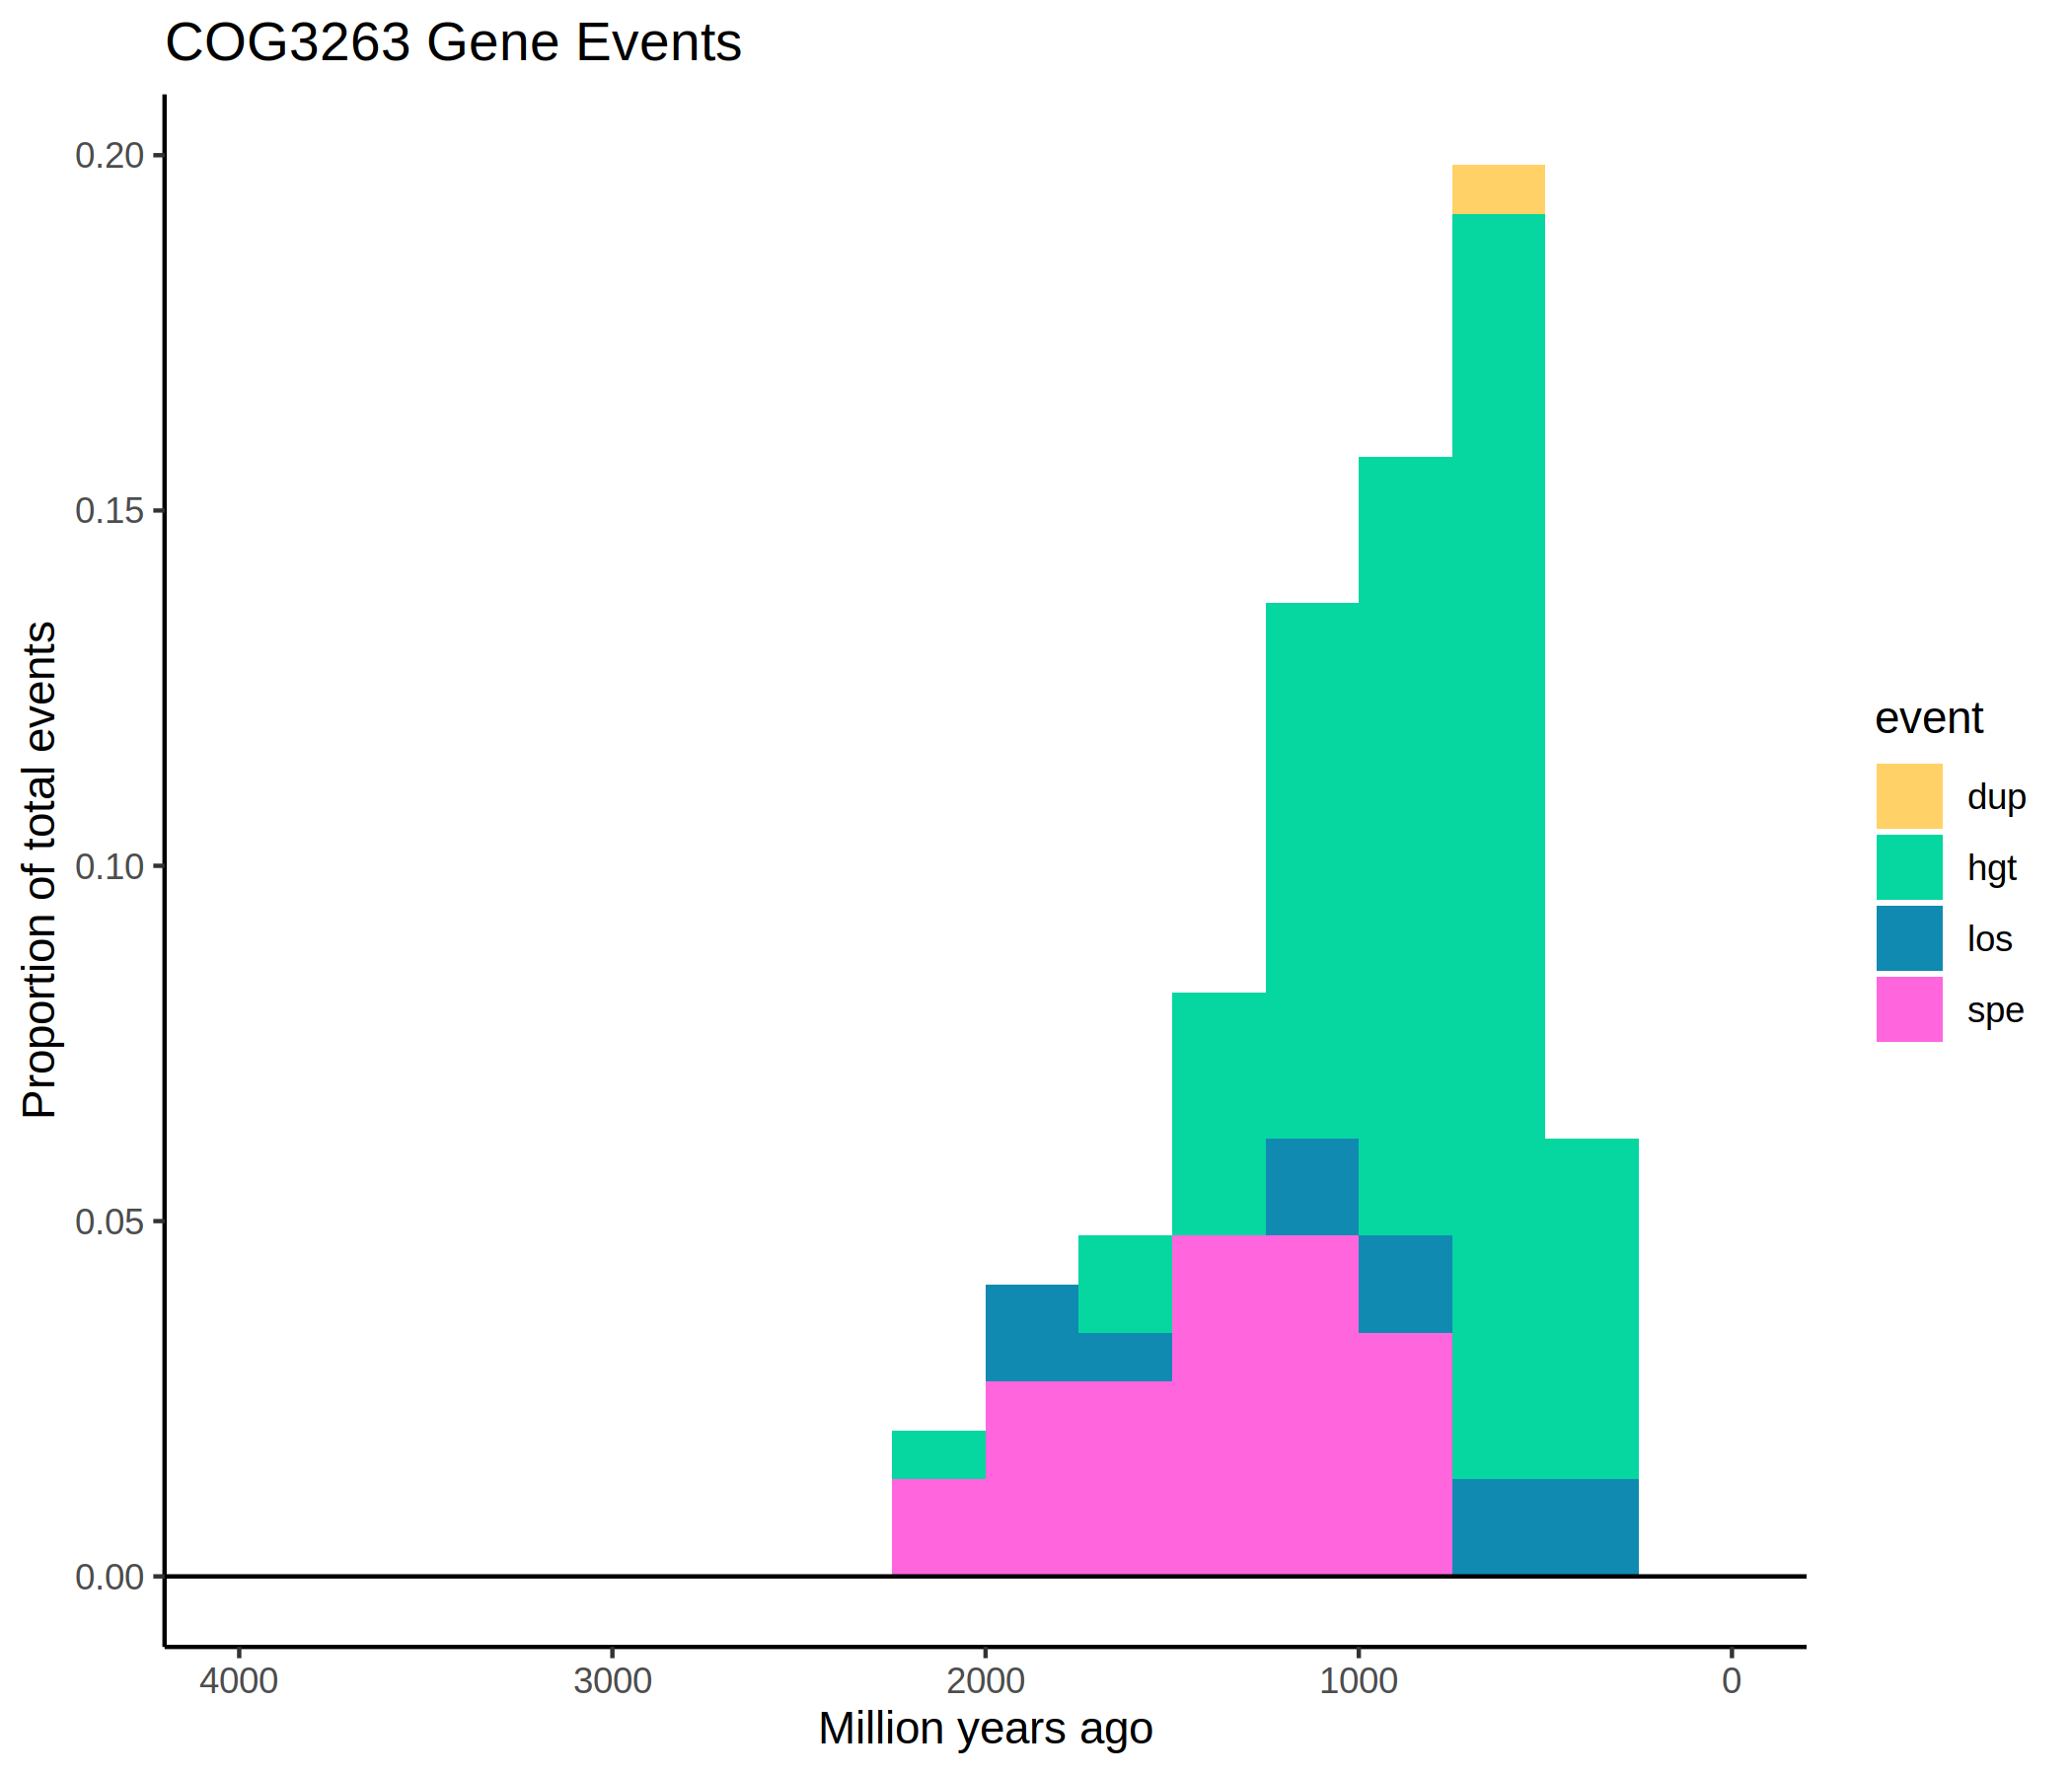 COG3263 Gene Events
0.20
0.15
0.10
0.05
0.00
Proportion of total events
4000 3000 2000 1000 0
Million years ago
event
dup
hgt
los
spe